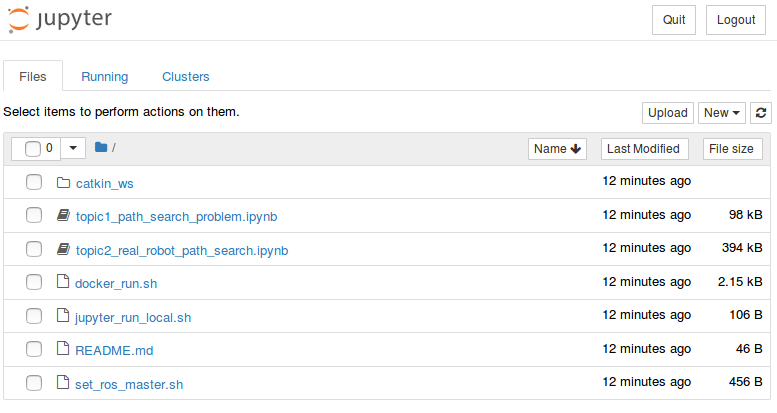 jupyter Quit Logout
Files Running Clusters
Select items to perform actions on them. Upload New
0 / Name Last Modified File size
catkin_ws 12 minutes ago
topic1_path_search_problem.ipynb 12 minutes ago 98 kB
topic2_real_robot_path_search.ipynb 12 minutes ago 394 kB
docker_run.sh 12 minutes ago 2.15 kB
jupyter_run_local.sh 12 minutes ago 106 B
README.md 12 minutes ago 46 B
set_ros_master.sh 12 minutes ago 456 B